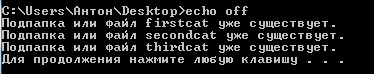 C:\Users\Антон\Desktop>echo off
Подпапка или файл firstcat уже существует.
Подпапка или файл secondcat уже существует.
Подпапка или файл thirdcat уже существует.
Для продолжения нажмите любую клавишу . . .